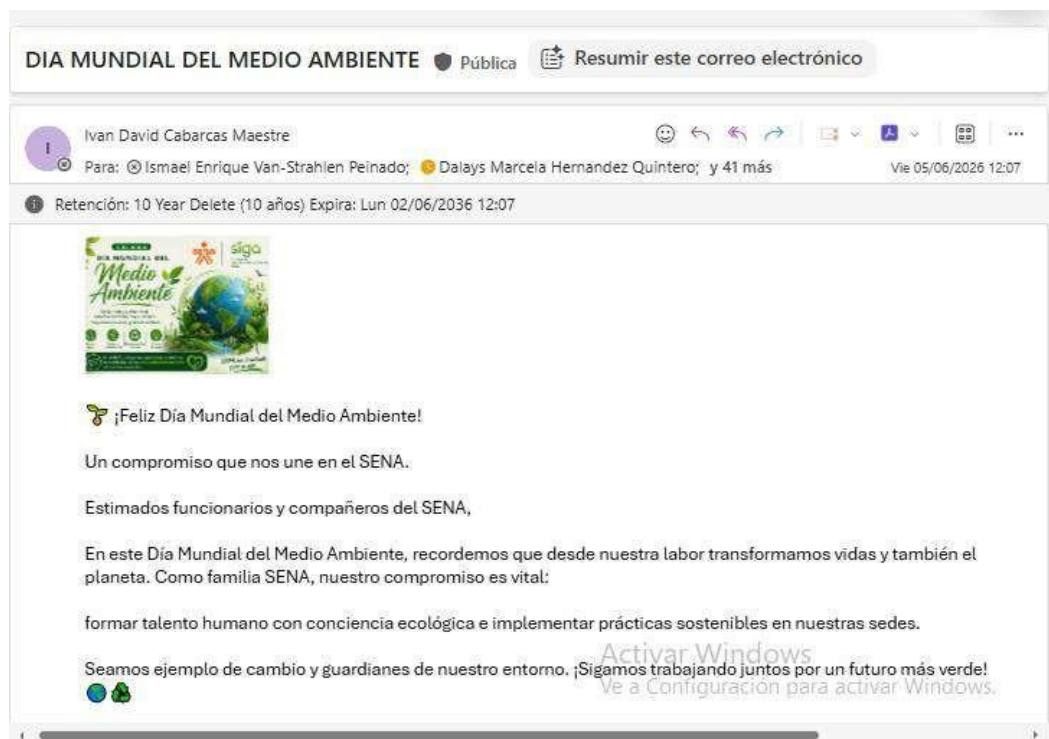 DIA MUNDIAL DEL MEDIO AMBIENTE Pública Resumir este correo electrónico
I
Ivan David Cabarcas Maestre
Para: Ismael Enrique Van-Strahlen Peinado; Dalays Marcela Hernandez Quintero; y 41 más
Vie 05/06/2026 12:07
Retención: 10 Year Delete (10 años) Expira: Lun 02/06/2036 12:07
DÍA MUNDIAL DEL
Medio
Ambiente
siga
¡Feliz Día Mundial del Medio Ambiente!
Un compromiso que nos une en el SENA.
Estimados funcionarios y compañeros del SENA,
En este Día Mundial del Medio Ambiente, recordemos que desde nuestra labor transformamos vidas y también el
planeta. Como familia SENA, nuestro compromiso es vital:
formar talento humano con conciencia ecológica e implementar prácticas sostenibles en nuestras sedes.
Seamos ejemplo de cambio y guardianes de nuestro entorno. ¡Sigamos trabajando juntos por un futuro más verde!
Activar Windows
Ve a Configuración para activar Windows.